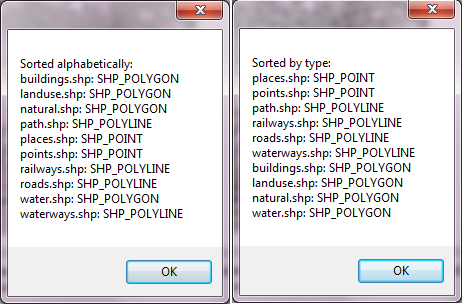 Sorted alphabetically:
buildings.shp: SHP_POLYGON
landuse.shp: SHP_POLYGON
natural.shp: SHP_POLYGON
path.shp: SHP_POLYLINE
places.shp: SHP_POINT
points.shp: SHP_POINT
railways.shp: SHP_POLYLINE
roads.shp: SHP_POLYLINE
water.shp: SHP_POLYGON
waterways.shp: SHP_POLYLINE
OK
Sorted by type:
places.shp: SHP_POINT
points.shp: SHP_POINT
path.shp: SHP_POLYLINE
railways.shp: SHP_POLYLINE
roads.shp: SHP_POLYLINE
waterways.shp: SHP_POLYLINE
buildings.shp: SHP_POLYGON
landuse.shp: SHP_POLYGON
natural.shp: SHP_POLYGON
water.shp: SHP_POLYGON
OK